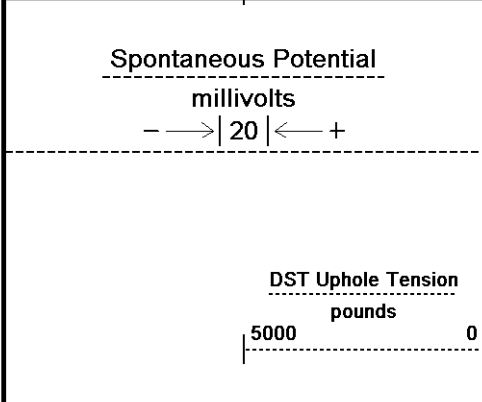 Spontaneous Potential
millivolts
− ⟶| 20 |⟵ +
DST Uphole Tension
pounds
5000 0